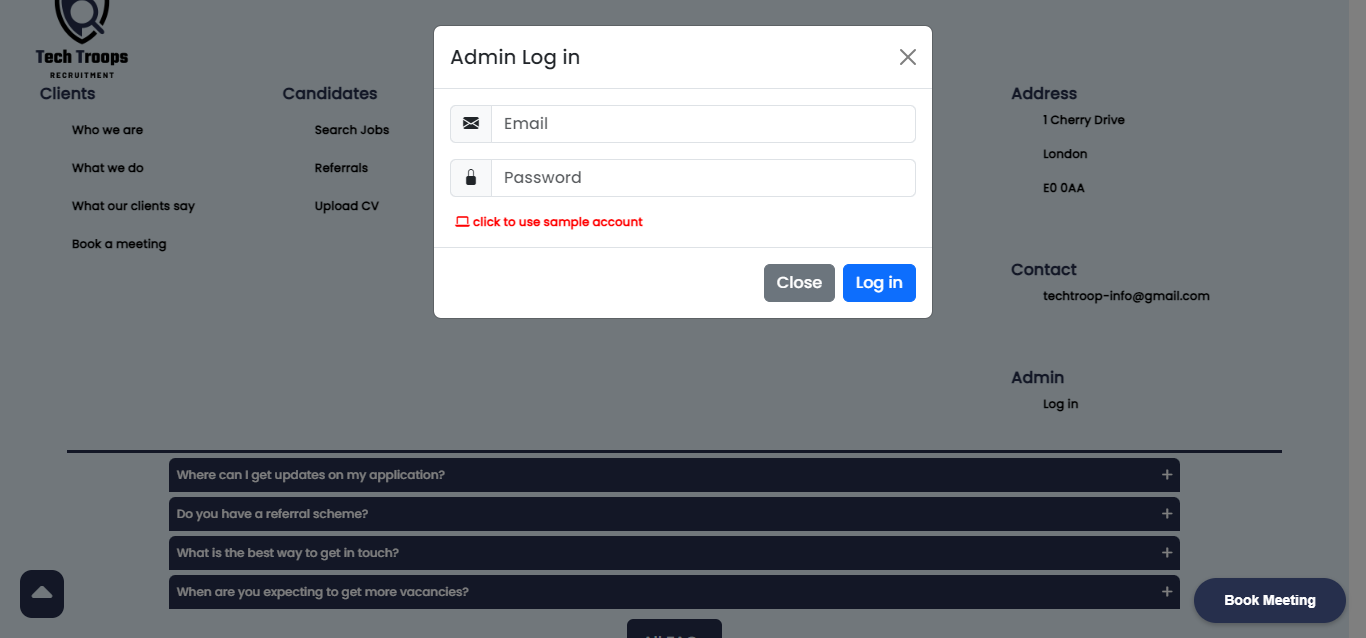 Tech Troops
RECRUITMENT
Clients
Who we are
What we do
What our clients say
Book a meeting
Candidates
Search Jobs
Referrals
Upload CV
Admin Log in
Email
Password
click to use sample account
Close
Log in
Address
1 Cherry Drive
London
E0 0AA
Contact
techtroop-info@gmail.com
Admin
Log in
Where can I get updates on my application?
Do you have a referral scheme?
What is the best way to get in touch?
When are you expecting to get more vacancies?
Book Meeting